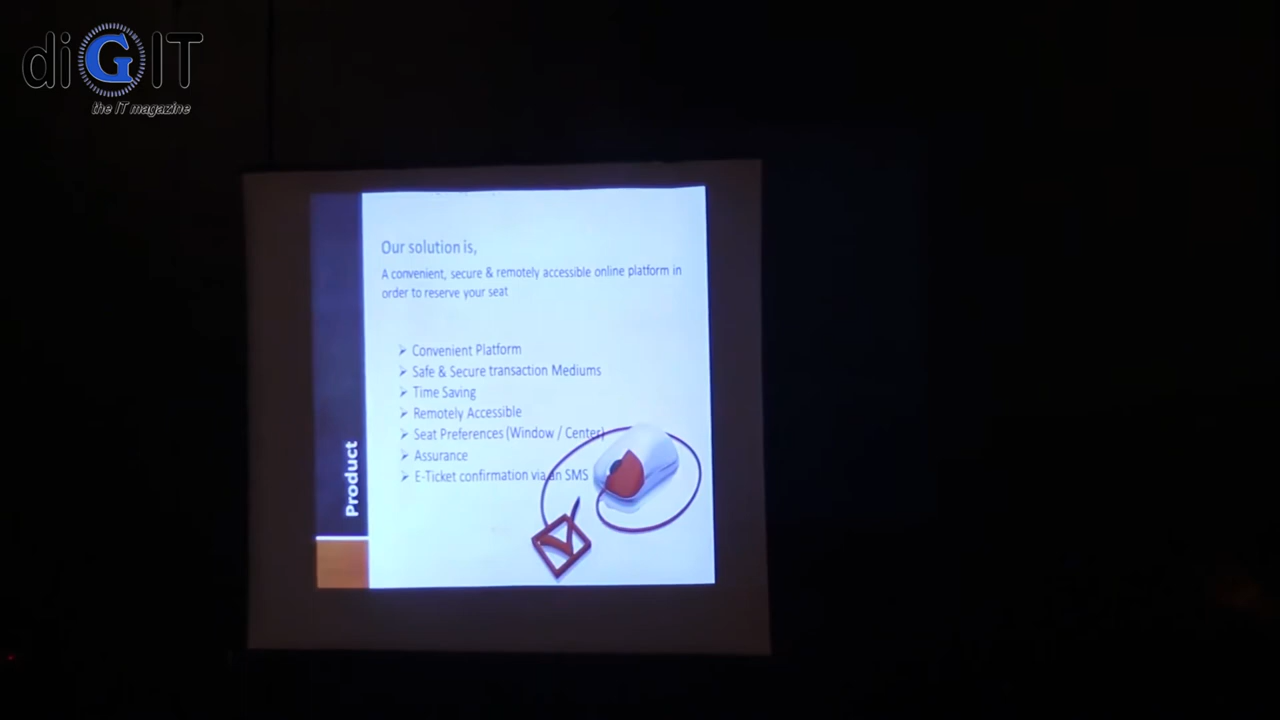 diGIT
the IT magazine
Our solution is,
A convenient, secure & remotely accessible online platform in
order to reserve your seat
Convenient Platform
Safe & Secure transaction Mediums
Time Saving
Remotely Accessible
Seat Preferences (Window / Center)
Assurance
E-Ticket confirmation via an SMS
Product